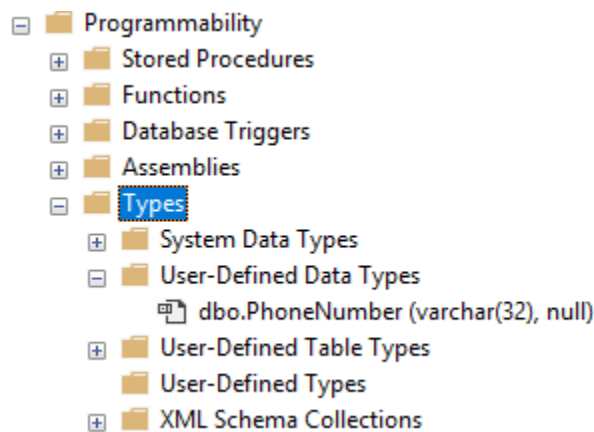 Programmability
Stored Procedures
Functions
Database Triggers
Assemblies
Types
System Data Types
User-Defined Data Types
dbo.PhoneNumber (varchar(32), null)
User-Defined Table Types
User-Defined Types
XML Schema Collections